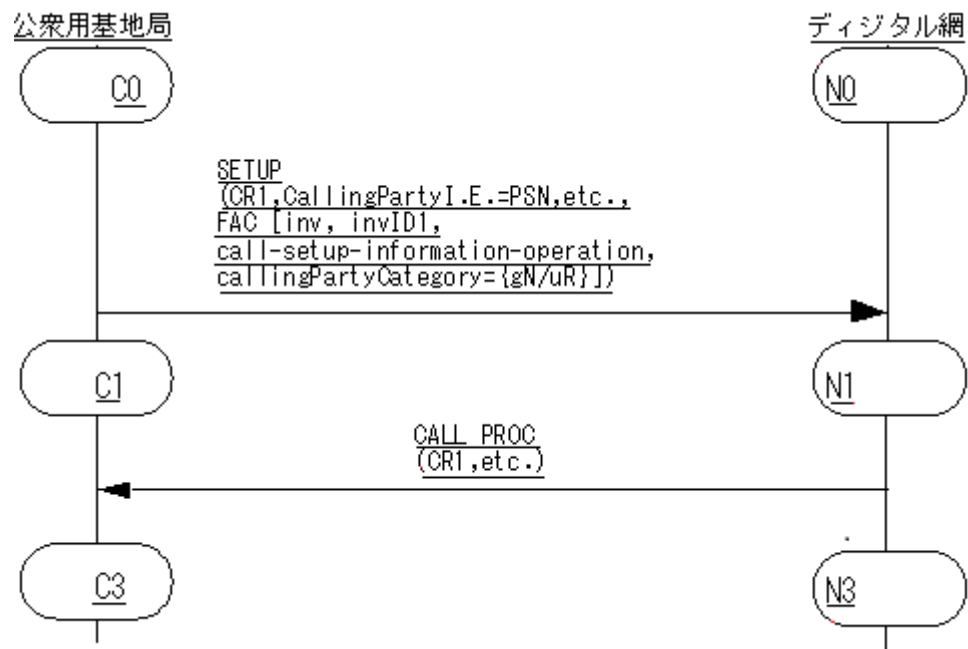 公衆用基地局
ディジタル網
C0
N0
SETUP
(CR1,CallingPartyI.E.=PSN,etc.,
FAC [inv, invID1,
call-setup-information-operation,
callingPartyCategory={gN/uR}])
C1
N1
CALL PROC
(CR1,etc.)
C3
N3